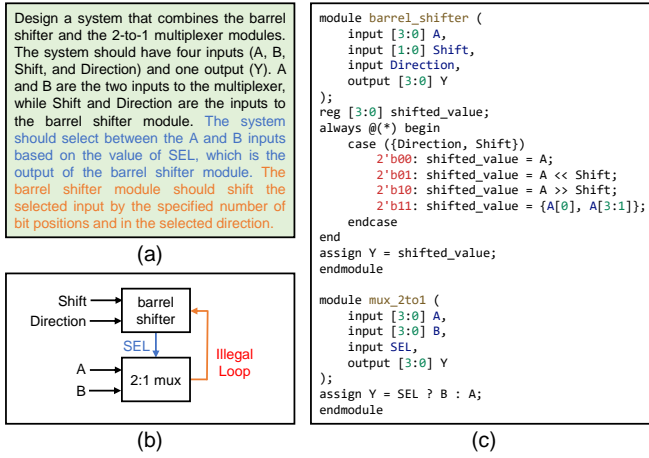 Design a system that combines the barrel
shifter and the 2-to-1 multiplexer modules.
The system should have four inputs (A, B,
Shift, and Direction) and one output (Y). A
and B are the two inputs to the multiplexer,
while Shift and Direction are the inputs to
the barrel shifter module. The system
should select between the A and B inputs
based on the value of SEL, which is the
output of the barrel shifter module. The
barrel shifter module should shift the
selected input by the specified number of
bit positions and in the selected direction.
(a)
Shift
Direction
barrel
shifter
SEL
Illegal
Loop
A
B
2:1 mux
(b)
module barrel_shifter (
    input [3:0] A,
    input [1:0] Shift,
    input Direction,
    output [3:0] Y
);
reg [3:0] shifted_value;
always @(*) begin
    case ({Direction, Shift})
        2'b00: shifted_value = A;
        2'b01: shifted_value = A << Shift;
        2'b10: shifted_value = A >> Shift;
        2'b11: shifted_value = {A[0], A[3:1]};
    endcase
end
assign Y = shifted_value;
endmodule
module mux_2to1 (
    input [3:0] A,
    input [3:0] B,
    input SEL,
    output [3:0] Y
);
assign Y = SEL ? B : A;
endmodule
(c)